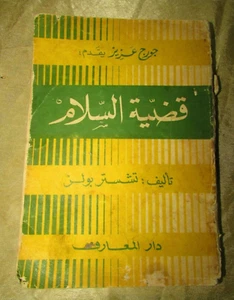 جورج عزيز يقدم:
قضية السلام
تأليف: تشستر بولز
دار المعارف